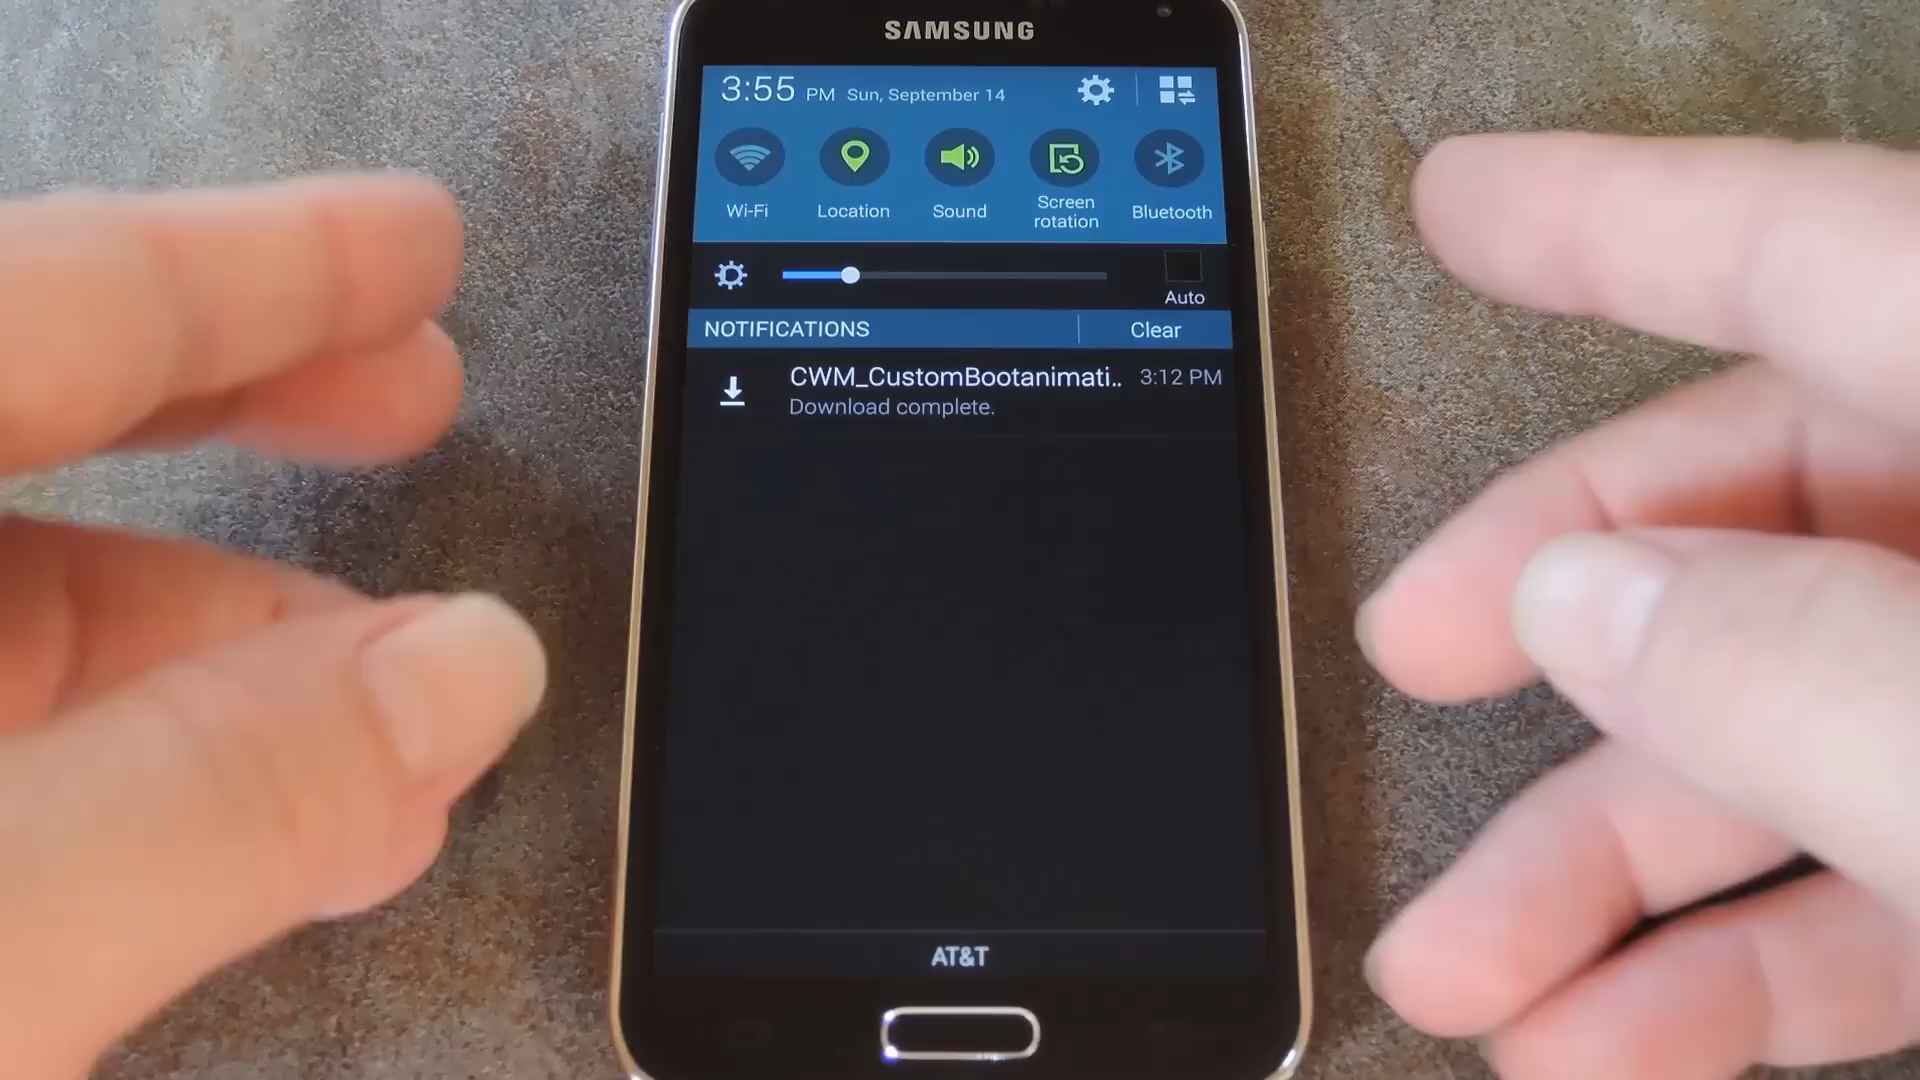 SAMSUNG
3:55 PM Sun, September 14
Wi-Fi Location Sound Screen rotation Bluetooth
Auto
NOTIFICATIONS Clear
CWM_CustomBootanimati.. 3:12 PM
Download complete.
AT&T